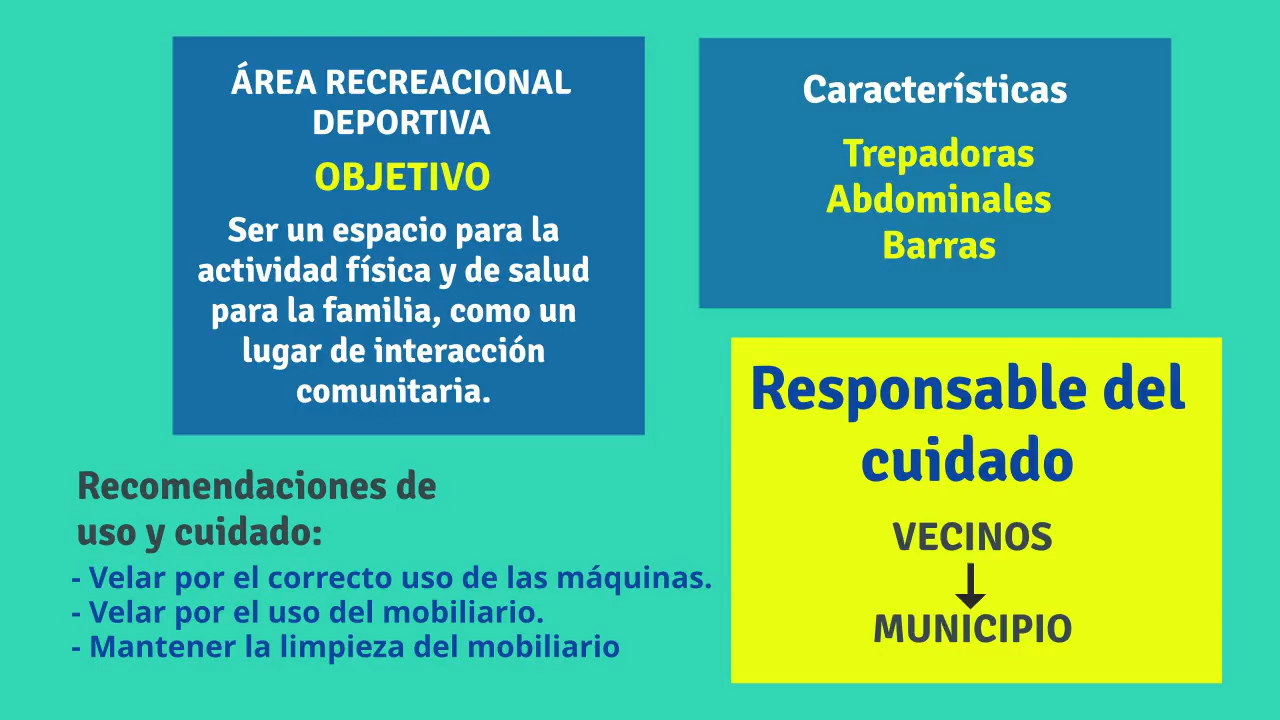 ÁREA RECREACIONAL
DEPORTIVA
OBJETIVO
Ser un espacio para la
actividad física y de salud
para la familia, como un
lugar de interacción
comunitaria.
Características
Trepadoras
Abdominales
Barras
Recomendaciones de
uso y cuidado:
- Velar por el correcto uso de las máquinas.
- Velar por el uso del mobiliario.
- Mantener la limpieza del mobiliario
Responsable del
cuidado
VECINOS
MUNICIPIO